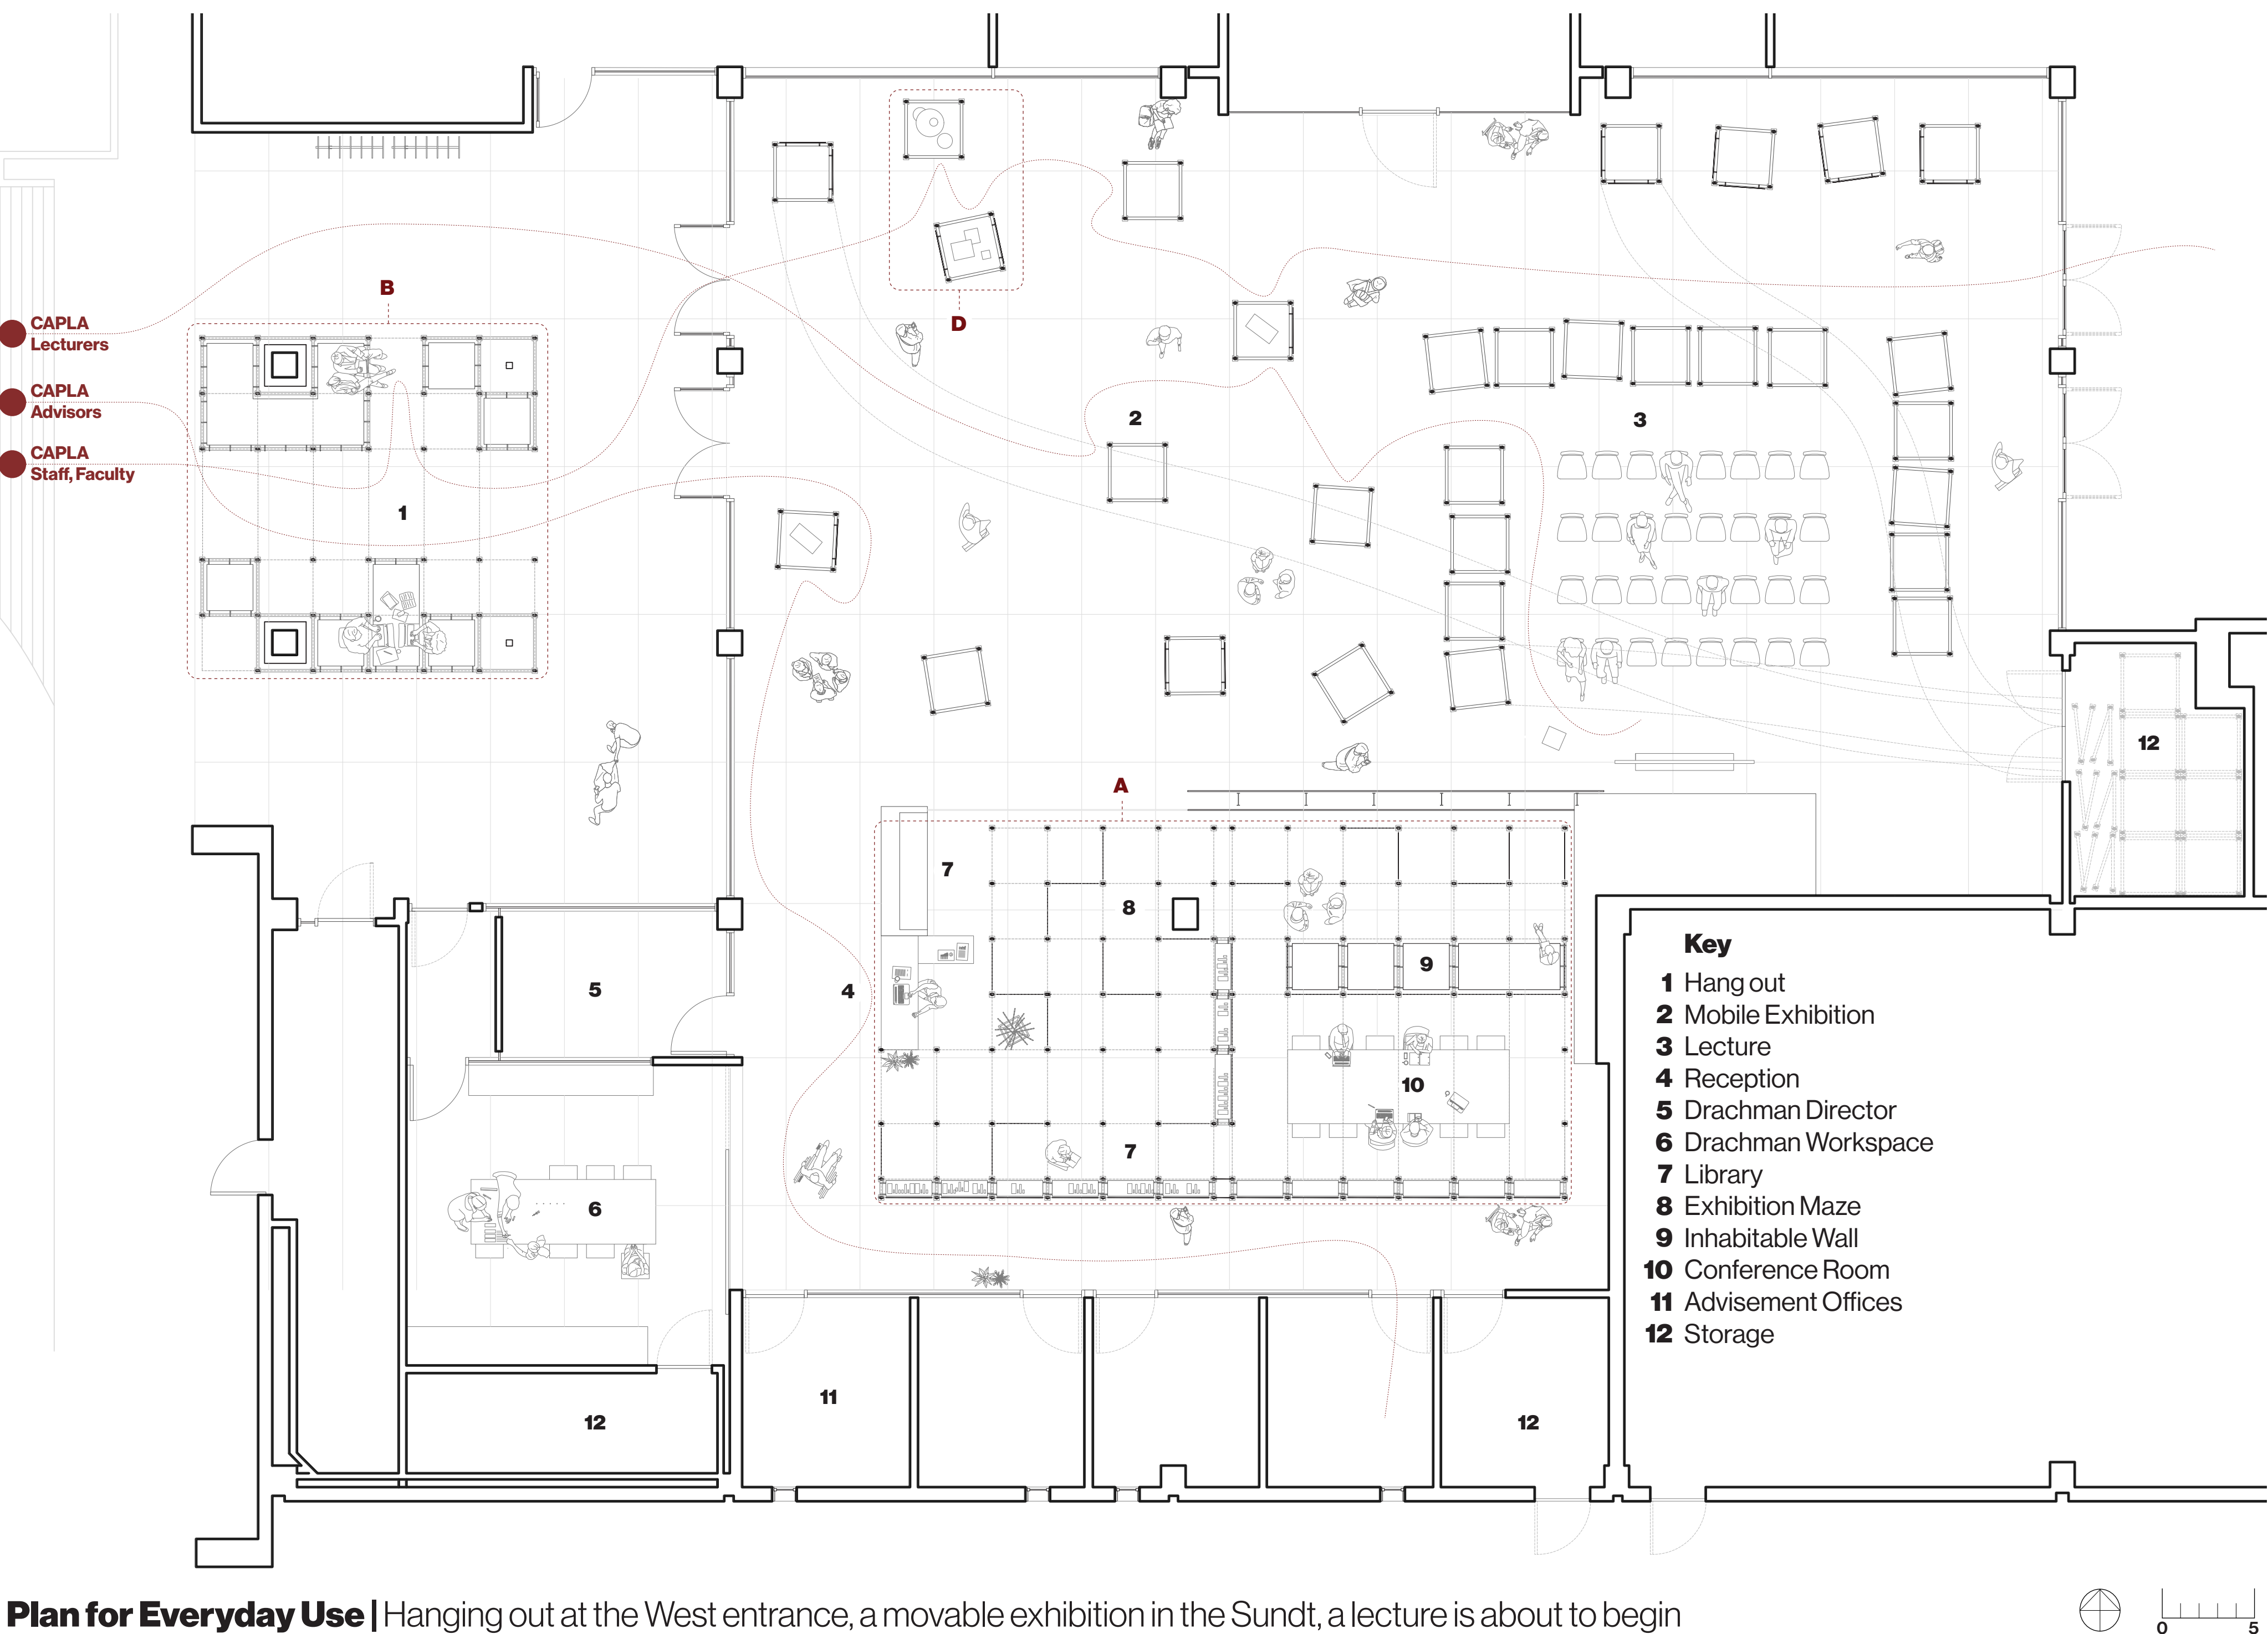 D
B
CAPLA
Lecturers
CAPLA
Advisors
CAPLA
Staff, Faculty
1
2
3
12
A
7
8
9
4
5
10
7
6
11
12
12
Key
1 Hang out
2 Mobile Exhibition
3 Lecture
4 Reception
5 Drachman Director
6 Drachman Workspace
7 Library
8 Exhibition Maze
9 Inhabitable Wall
10 Conference Room
11 Advisement Offices
12 Storage
Plan for Everyday Use | Hanging out at the West entrance, a movable exhibition in the Sundt, a lecture is about to begin
0 5